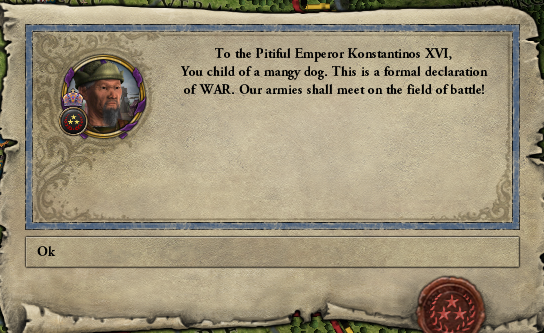 To the Pitiful Emperor Konstantinos XVI,
You child of a mangy dog. This is a formal declaration
of WAR. Our armies shall meet on the field of battle!
Ok